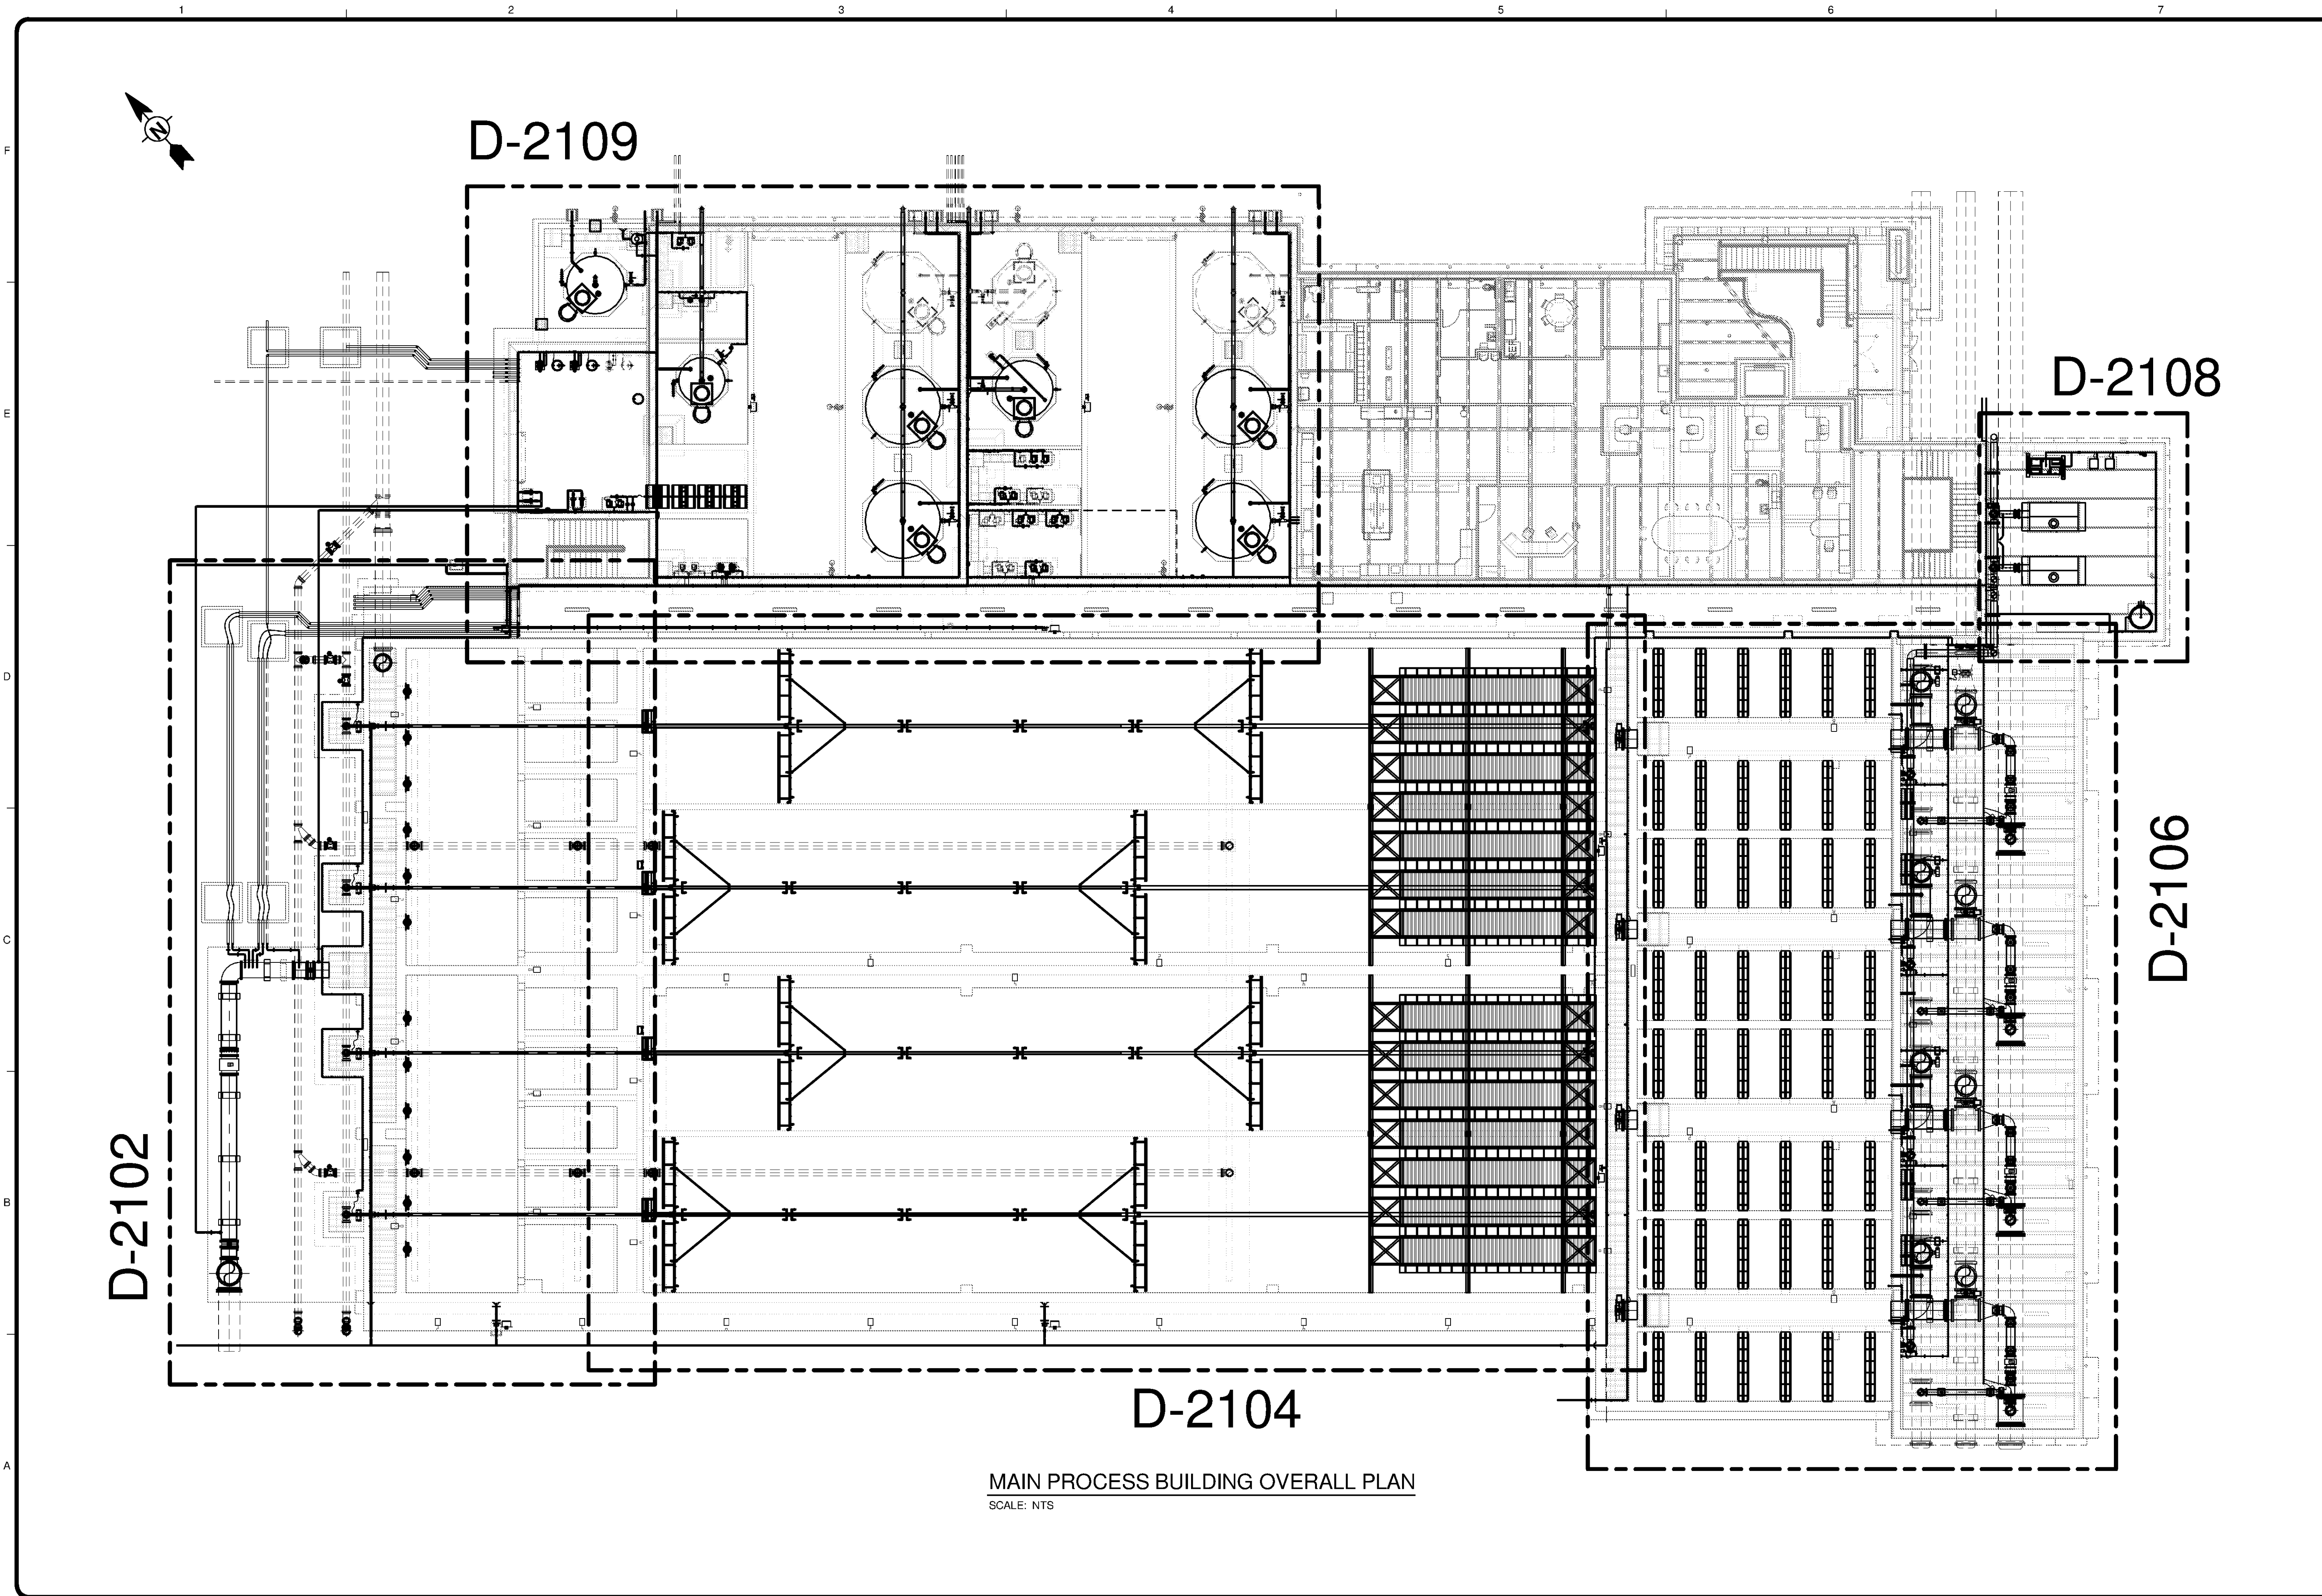 1 2 3 4 5 6 7
F
N
D-2109
E
REF
D-2108
D
D-2106
C
D-2102
B
D-2104
A
MAIN PROCESS BUILDING OVERALL PLAN
SCALE: NTS